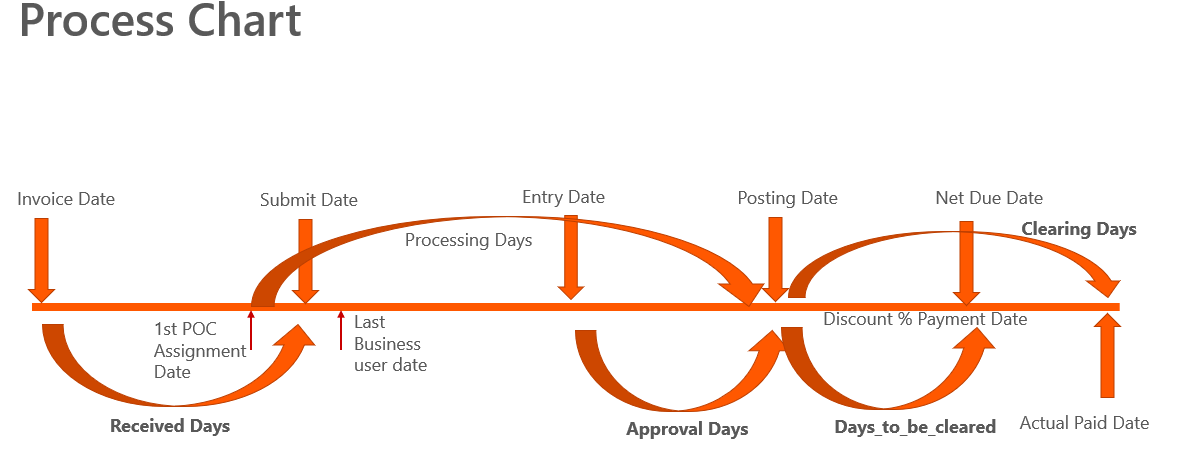 Process Chart
Invoice Date
Submit Date
Entry Date
Posting Date
Net Due Date
Processing Days
Clearing Days
1st POC
Assignment
Date
Last
Business
user date
Discount % Payment Date
Received Days
Approval Days
Days_to_be_cleared
Actual Paid Date